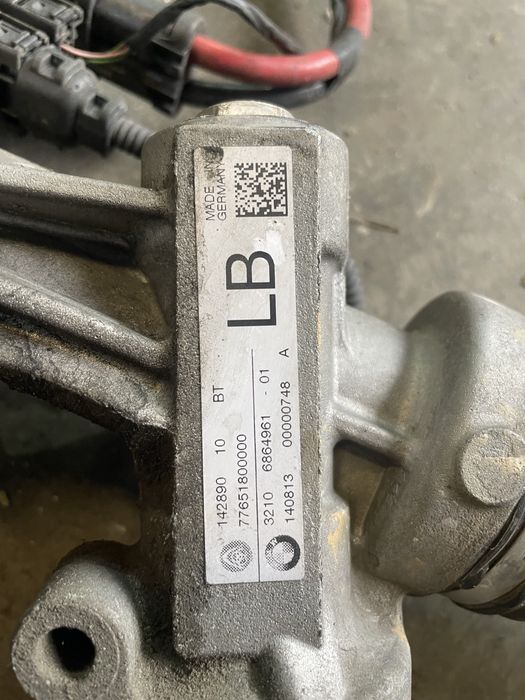 142890 10 BT
77651800000
LB
MADE IN
GERMANY
3210 6864961 - 01
140813 00000748 A